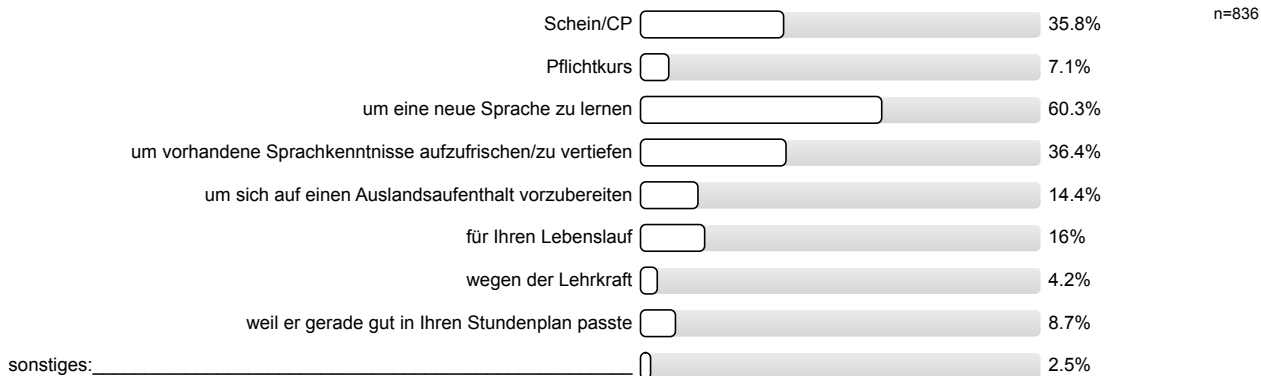 Schein/CP 35.8% n=836
Pflichtkurs 7.1%
um eine neue Sprache zu lernen 60.3%
um vorhandene Sprachkenntnisse aufzufrischen/zu vertiefen 36.4%
um sich auf einen Auslandsaufenthalt vorzubereiten 14.4%
für Ihren Lebenslauf 16%
wegen der Lehrkraft 4.2%
weil er gerade gut in Ihren Stundenplan passte 8.7%
sonstiges:______________________________________________________ 2.5%